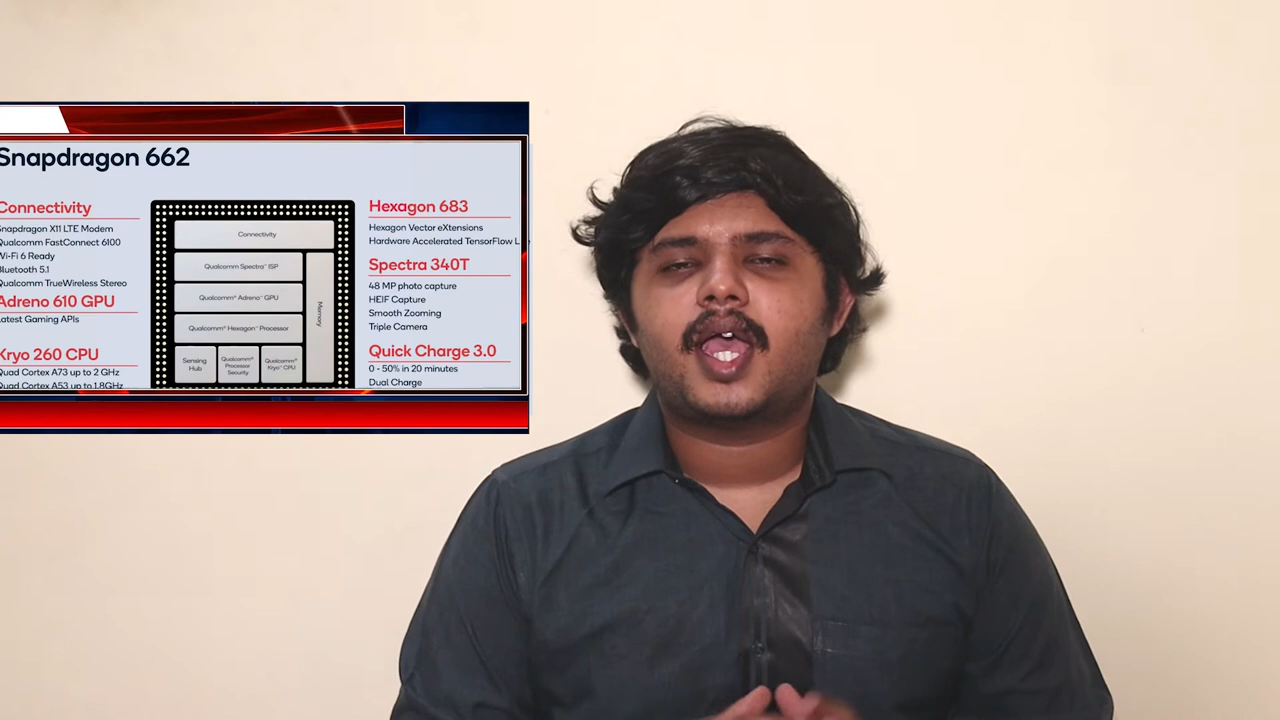 Snapdragon 662
Connectivity
Snapdragon X11 LTE Modem
Qualcomm FastConnect 6100
Wi-Fi 6 Ready
Bluetooth 5.1
Qualcomm TrueWireless Stereo
Adreno 610 GPU
Latest Gaming APIs
Kryo 260 CPU
Quad Cortex A73 up to 2 GHz
Quad Cortex A53 up to 1.8GHz
Connectivity
Qualcomm Spectra™ ISP
Qualcomm® Adreno™ GPU
Qualcomm® Hexagon™ Processor
Sensing
Hub
Qualcomm®
Processor
Security
Qualcomm®
Kryo™ CPU
Memory
Hexagon 683
Hexagon Vector eXtensions
Hardware Accelerated TensorFlow L
Spectra 340T
48 MP photo capture
HEIF Capture
Smooth Zooming
Triple Camera
Quick Charge 3.0
0 - 50% in 20 minutes
Dual Charge